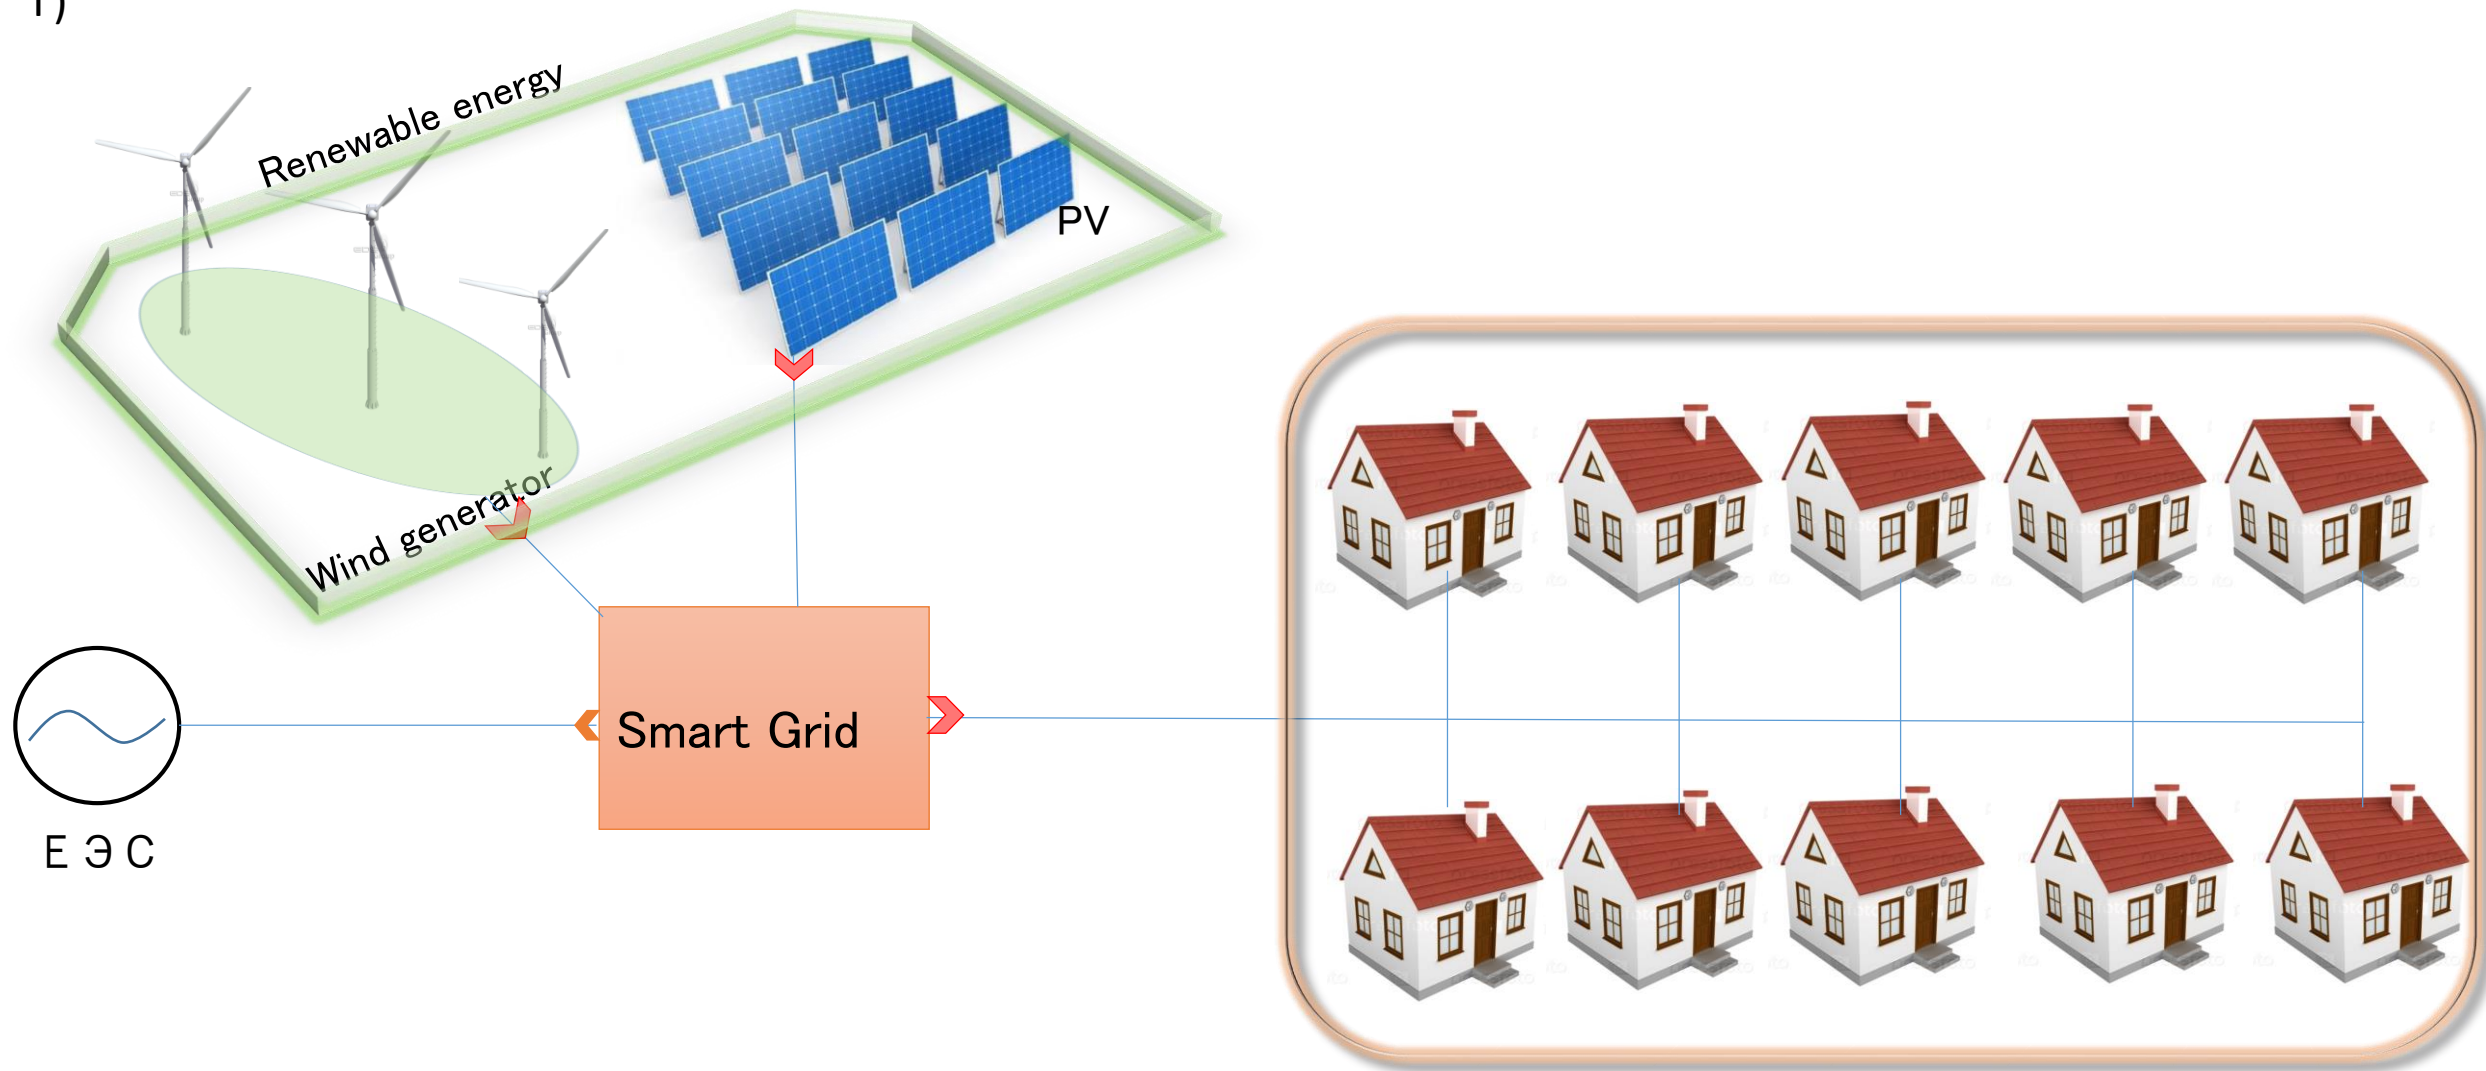 Renewable energy
PV
Wind generator
Smart Grid
Е Э С